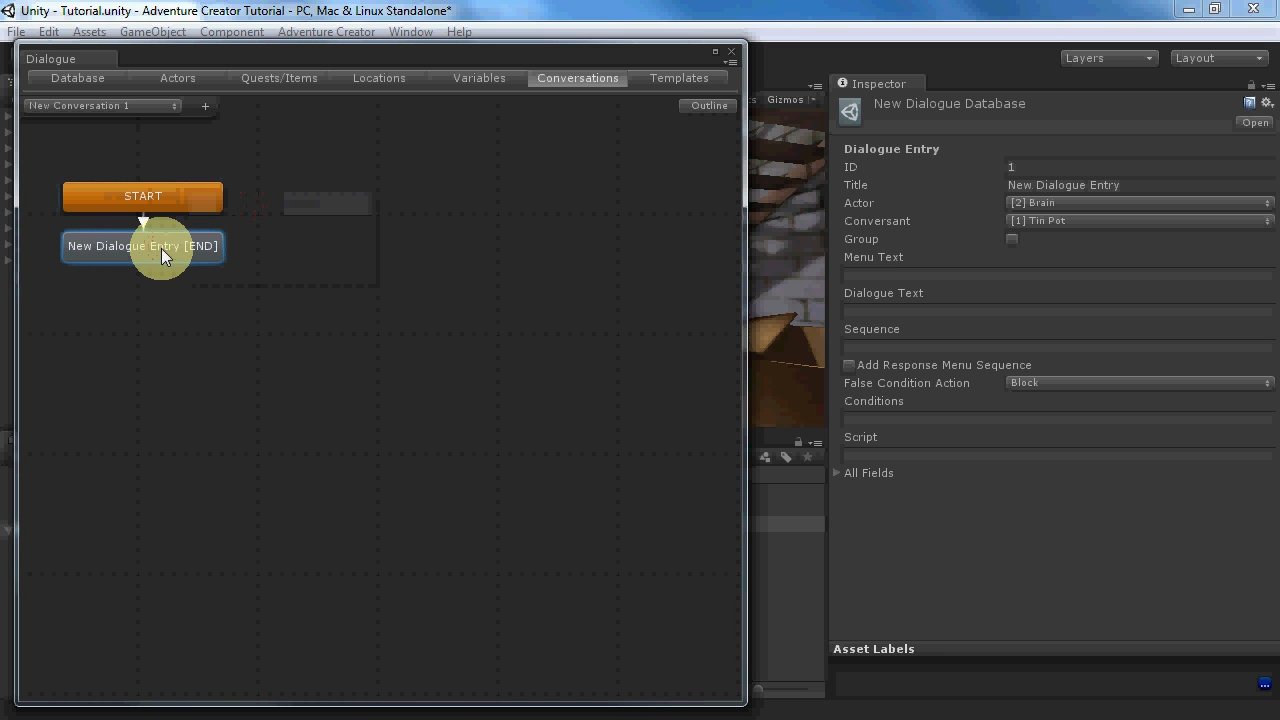 Unity - Tutorial.unity - Adventure Creator Tutorial - PC, Mac & Linux Standalone*
File Edit Assets GameObject Component Adventure Creator Window Help
Dialogue
Layers Layout
Database Actors Quests/Items Locations Variables Conversations Templates
New Conversation 1 + Outline
Gizmos
START
New Dialogue Entry [END]
Inspector
New Dialogue Database
Open
Dialogue Entry
ID 1
Title New Dialogue Entry
Actor [2] Brain
Conversant [1] Tin Pot
Group
Menu Text
Dialogue Text
Sequence
Add Response Menu Sequence
False Condition Action Block
Conditions
Script
All Fields
Asset Labels
...